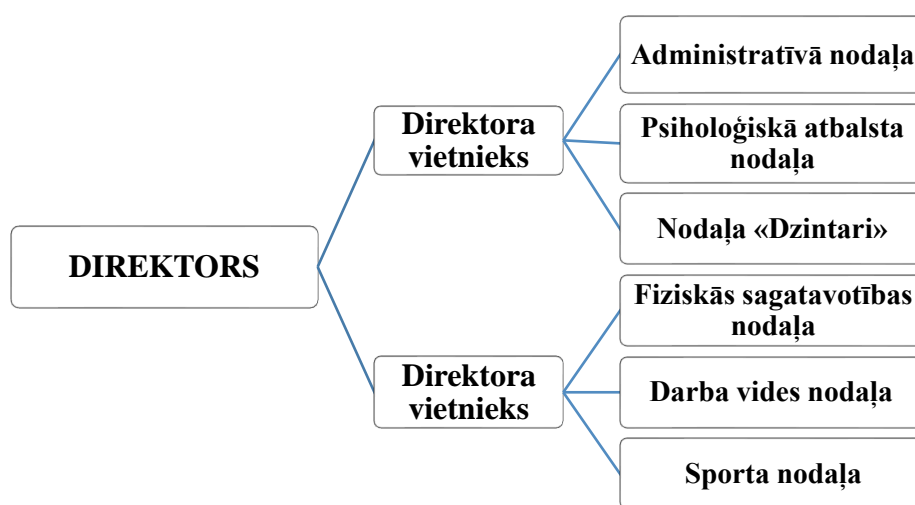 DIREKTORS
Direktora
vietnieks
Administratīvā nodaļa
Psiholoģiskā atbalsta
nodaļa
Nodaļa «Dzintari»
Direktora
vietnieks
Fiziskās sagatavotības
nodaļa
Darba vides nodaļa
Sporta nodaļa